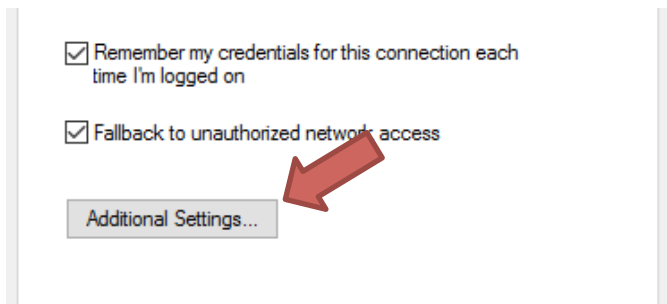 Remember my credentials for this connection each
time I'm logged on
Fallback to unauthorized network access
Additional Settings...